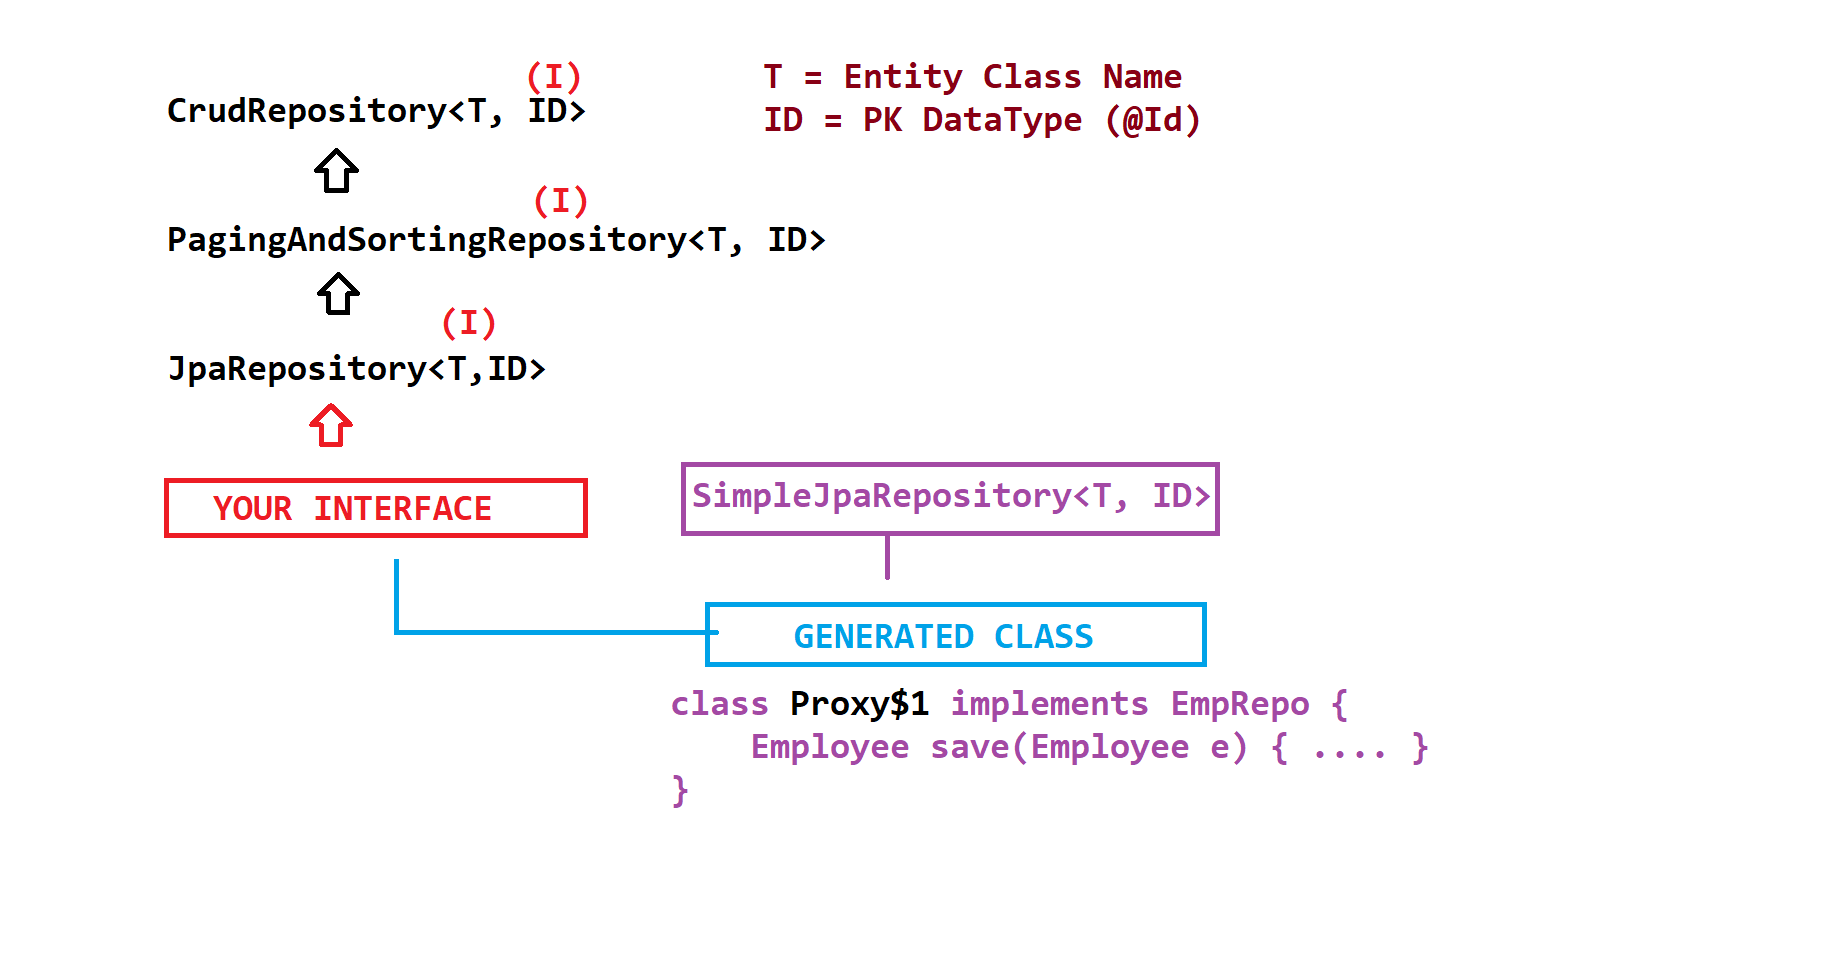 (I)
CrudRepository<T, ID>
T = Entity Class Name
ID = PK DataType (@Id)
(I)
PagingAndSortingRepository<T, ID>
(I)
JpaRepository<T,ID>
YOUR INTERFACE
SimpleJpaRepository<T, ID>
GENERATED CLASS
class Proxy$1 implements EmpRepo {
    Employee save(Employee e) { .... }
}